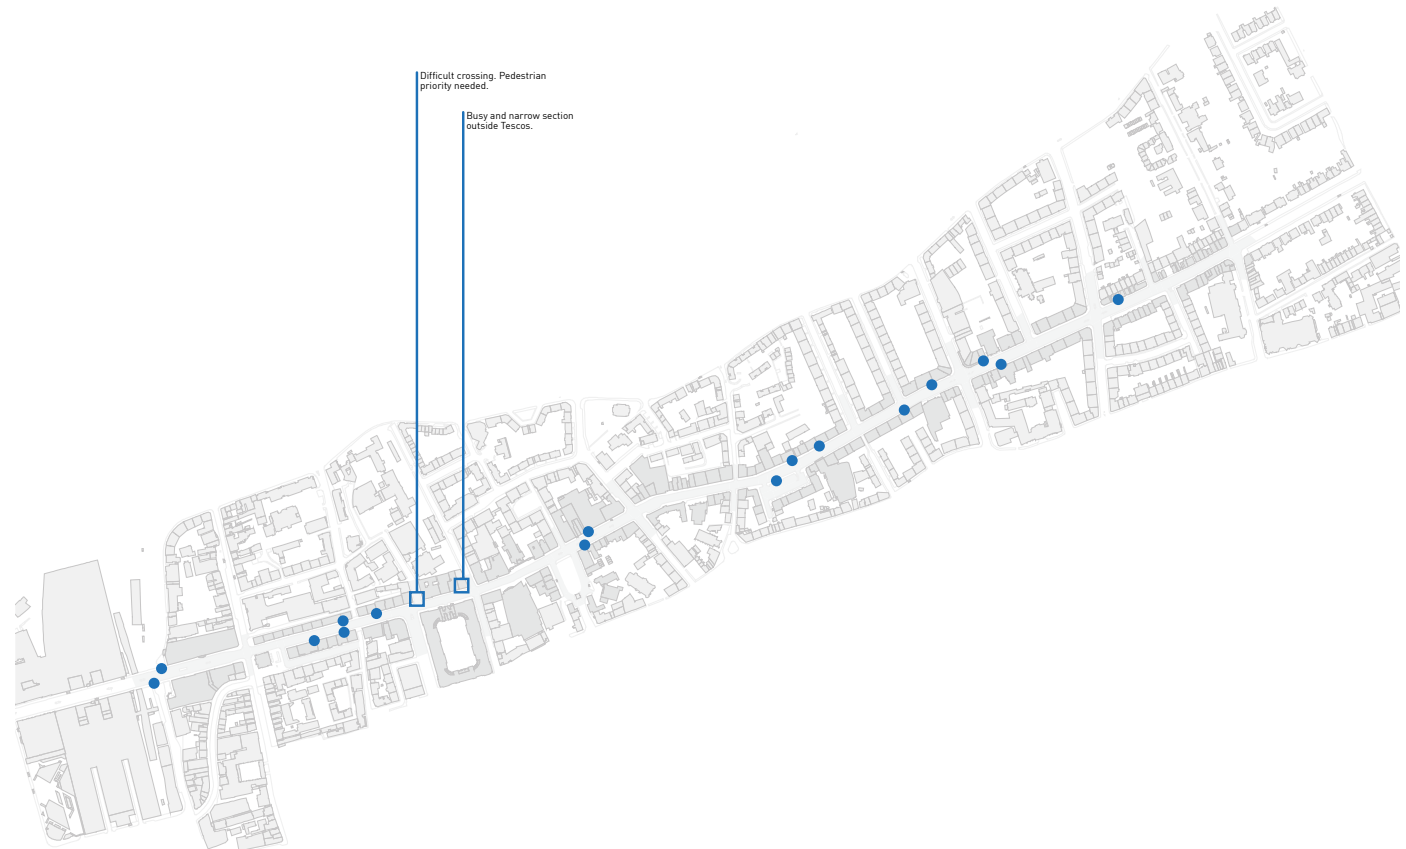 Difficult crossing. Pedestrian
priority needed.
Busy and narrow section
outside Tescos.